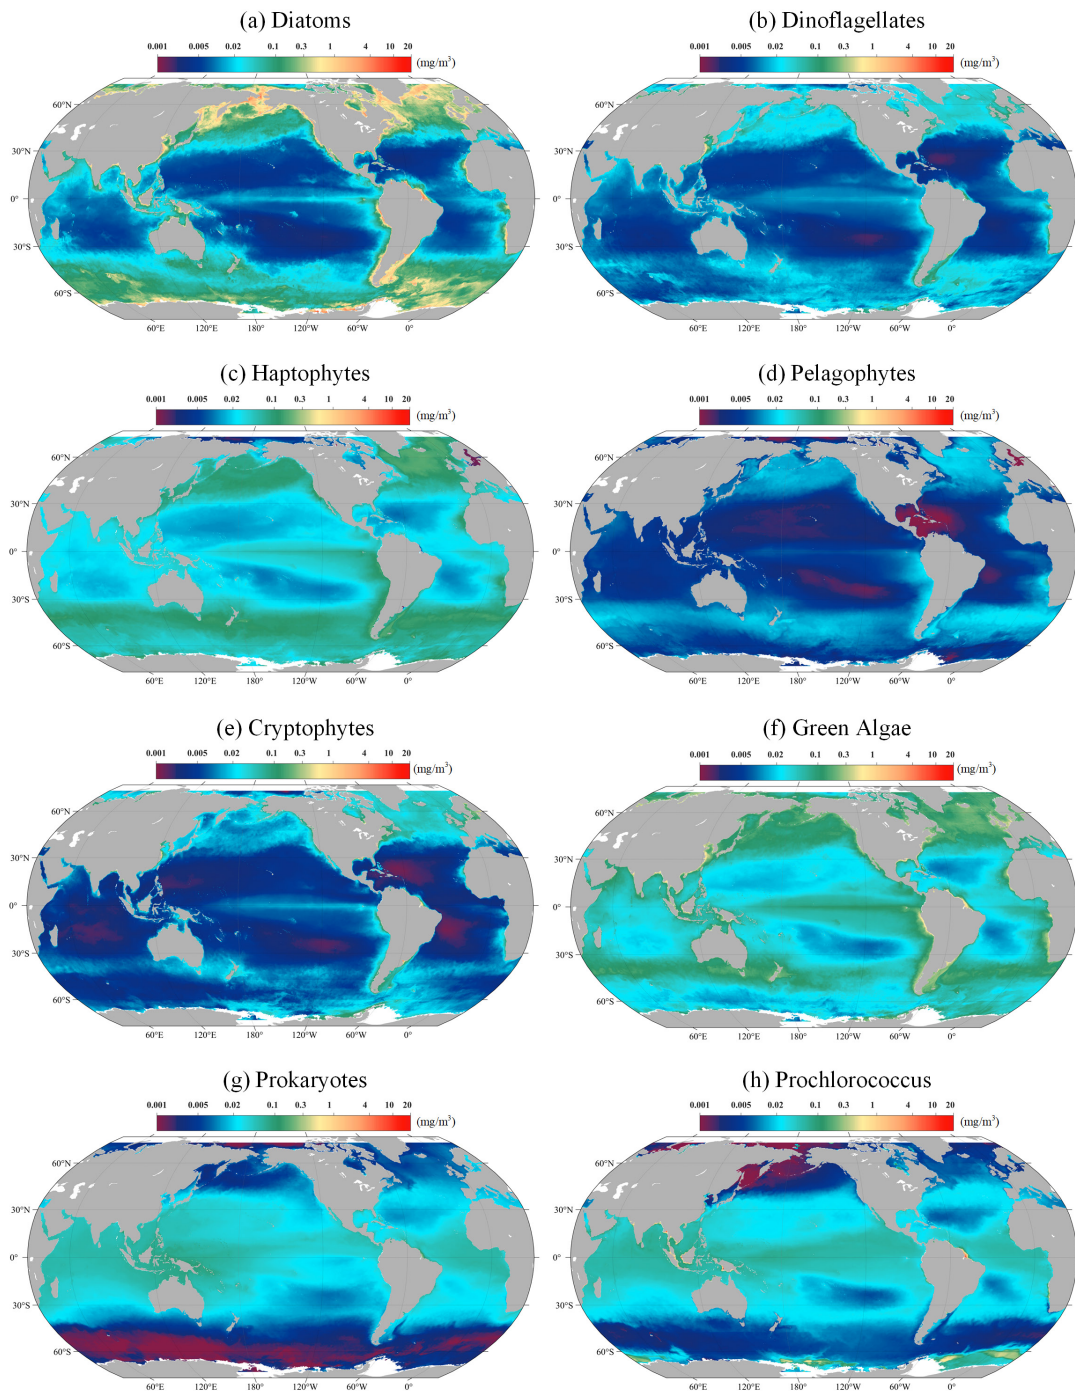 (a) Diatoms
0.001 0.005 0.02 0.1 0.3 1 4 10 20 (mg/m³)
60°N
30°N
0°
30°S
60°S
60°E 120°E 180° 120°W 60°W 0°
(b) Dinoflagellates
0.001 0.005 0.02 0.1 0.3 1 4 10 20 (mg/m³)
60°N
30°N
0°
30°S
60°S
60°E 120°E 180° 120°W 60°W 0°
(c) Haptophytes
0.001 0.005 0.02 0.1 0.3 1 4 10 20 (mg/m³)
60°N
30°N
0°
30°S
60°S
60°E 120°E 180° 120°W 60°W 0°
(d) Pelagophytes
0.001 0.005 0.02 0.1 0.3 1 4 10 20 (mg/m³)
60°N
30°N
0°
30°S
60°S
60°E 120°E 180° 120°W 60°W 0°
(e) Cryptophytes
0.001 0.005 0.02 0.1 0.3 1 4 10 20 (mg/m³)
60°N
30°N
0°
30°S
60°S
60°E 120°E 180° 120°W 60°W 0°
(f) Green Algae
0.001 0.005 0.02 0.1 0.3 1 4 10 20 (mg/m³)
60°N
30°N
0°
30°S
60°S
60°E 120°E 180° 120°W 60°W 0°
(g) Prokaryotes
0.001 0.005 0.02 0.1 0.3 1 4 10 20 (mg/m³)
60°N
30°N
0°
30°S
60°S
60°E 120°E 180° 120°W 60°W 0°
(h) Prochlorococcus
0.001 0.005 0.02 0.1 0.3 1 4 10 20 (mg/m³)
60°N
30°N
0°
30°S
60°S
60°E 120°E 180° 120°W 60°W 0°